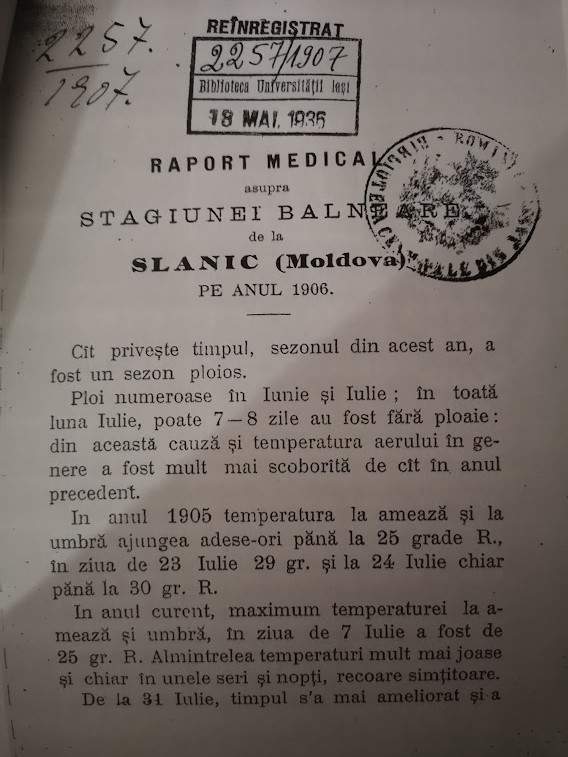 2257.
1907.
REÎNREGISTRAT
2257/1907
Biblioteca Universităţii Ieşi
18 MAI. 1935
RAPORT MEDICAL
asupra
STAGIUNEI BALNEARE
de la
SLANIC (Moldova)
PE ANUL 1906.
Cît priveşte timpul, sezonul din acest an, a
fost un sezon ploios.
Ploi numeroase în Iunie şi Iulie ; în toată
luna Iulie, poate 7—8 zile au fost fără ploaie :
din această cauză şi temperatura aerului în ge-
nere a fost mult mai scoborîtă de cît în anul
precedent.
In anul 1905 temperatura la amează şi la
umbră ajungea adese-ori pănă la 25 grade R.,
în ziua de 23 Iulie 29 gr. şi la 24 Iulie chiar
pănă la 30 gr. R.
In anul curent, maximum temperaturei la a-
mează şi umbră, în ziua de 7 Iulie a fost de
25 gr. R. Almintrelea temperaturi mult mai joase
şi chiar în unele seri şi nopţi, recoare simţitoare.
De la 31 Iulie, timpul s'a mai ameliorat şi a